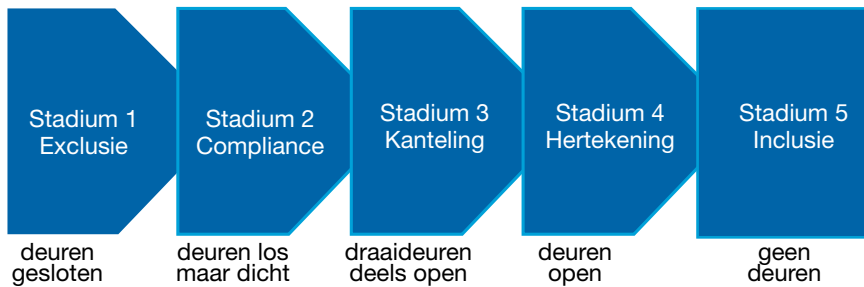 Stadium 1
Exclusie
Stadium 2
Compliance
Stadium 3
Kanteling
Stadium 4
Hertekening
Stadium 5
Inclusie
deuren
gesloten
deuren los
maar dicht
draaideuren
deels open
deuren
open
geen
deuren